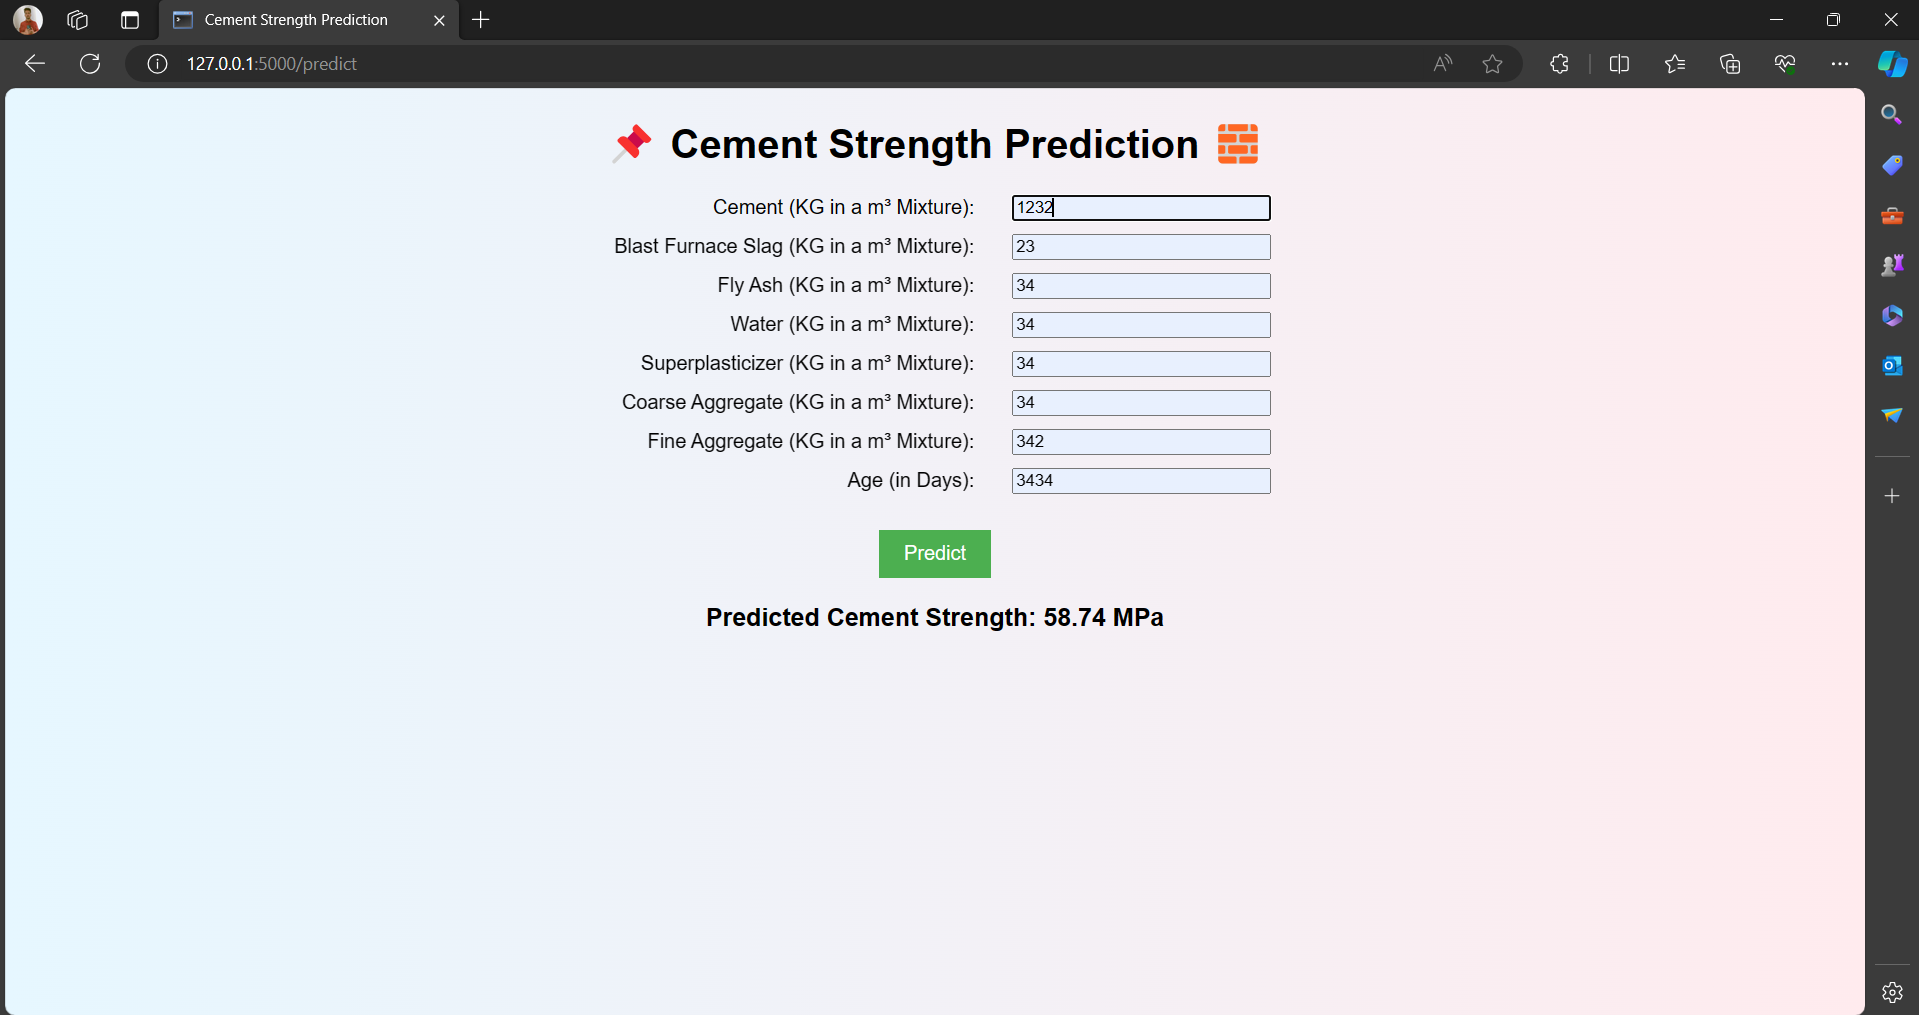 Cement Strength Prediction
127.0.0.1:5000/predict
Cement Strength Prediction
Cement (KG in a m³ Mixture): 1232
Blast Furnace Slag (KG in a m³ Mixture): 23
Fly Ash (KG in a m³ Mixture): 34
Water (KG in a m³ Mixture): 34
Superplasticizer (KG in a m³ Mixture): 34
Coarse Aggregate (KG in a m³ Mixture): 34
Fine Aggregate (KG in a m³ Mixture): 342
Age (in Days): 3434
Predict
Predicted Cement Strength: 58.74 MPa